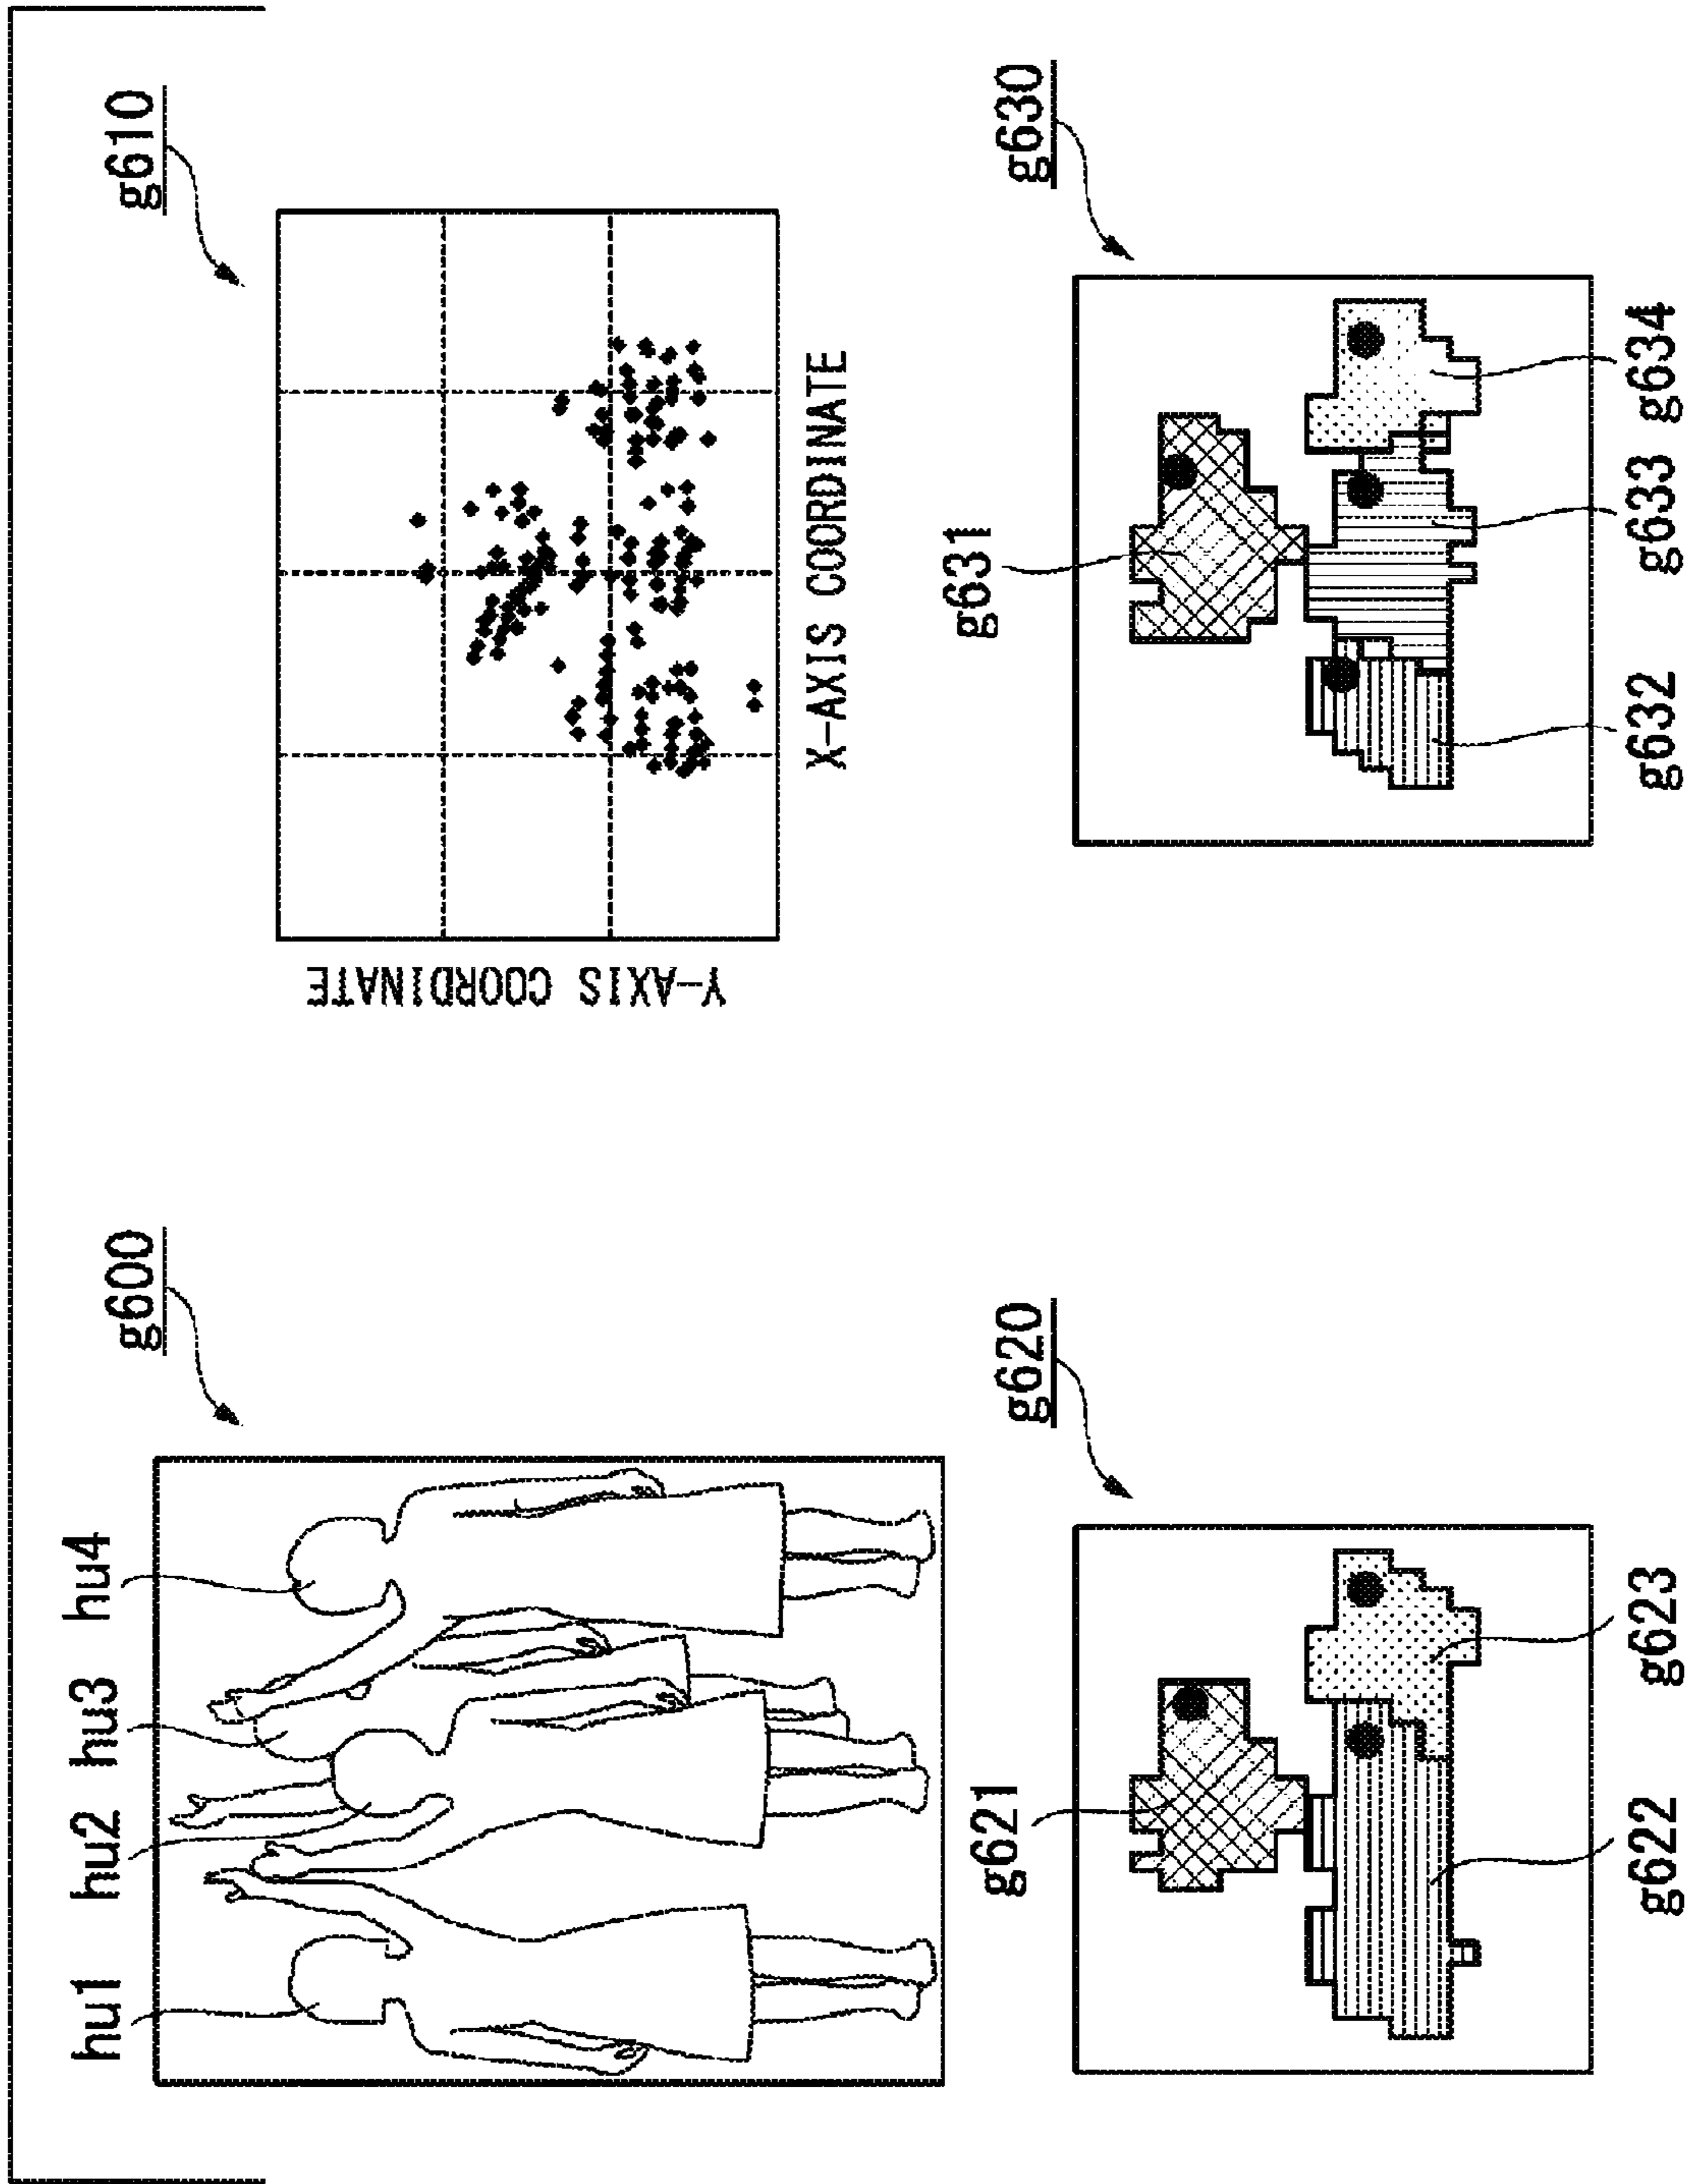 g600
hu1 hu2 hu3 hu4
g610
Y-AXIS COORDINATE
X-AXIS COORDINATE
g620
g621
g622 g623
g630
g631
g632 g633 g634